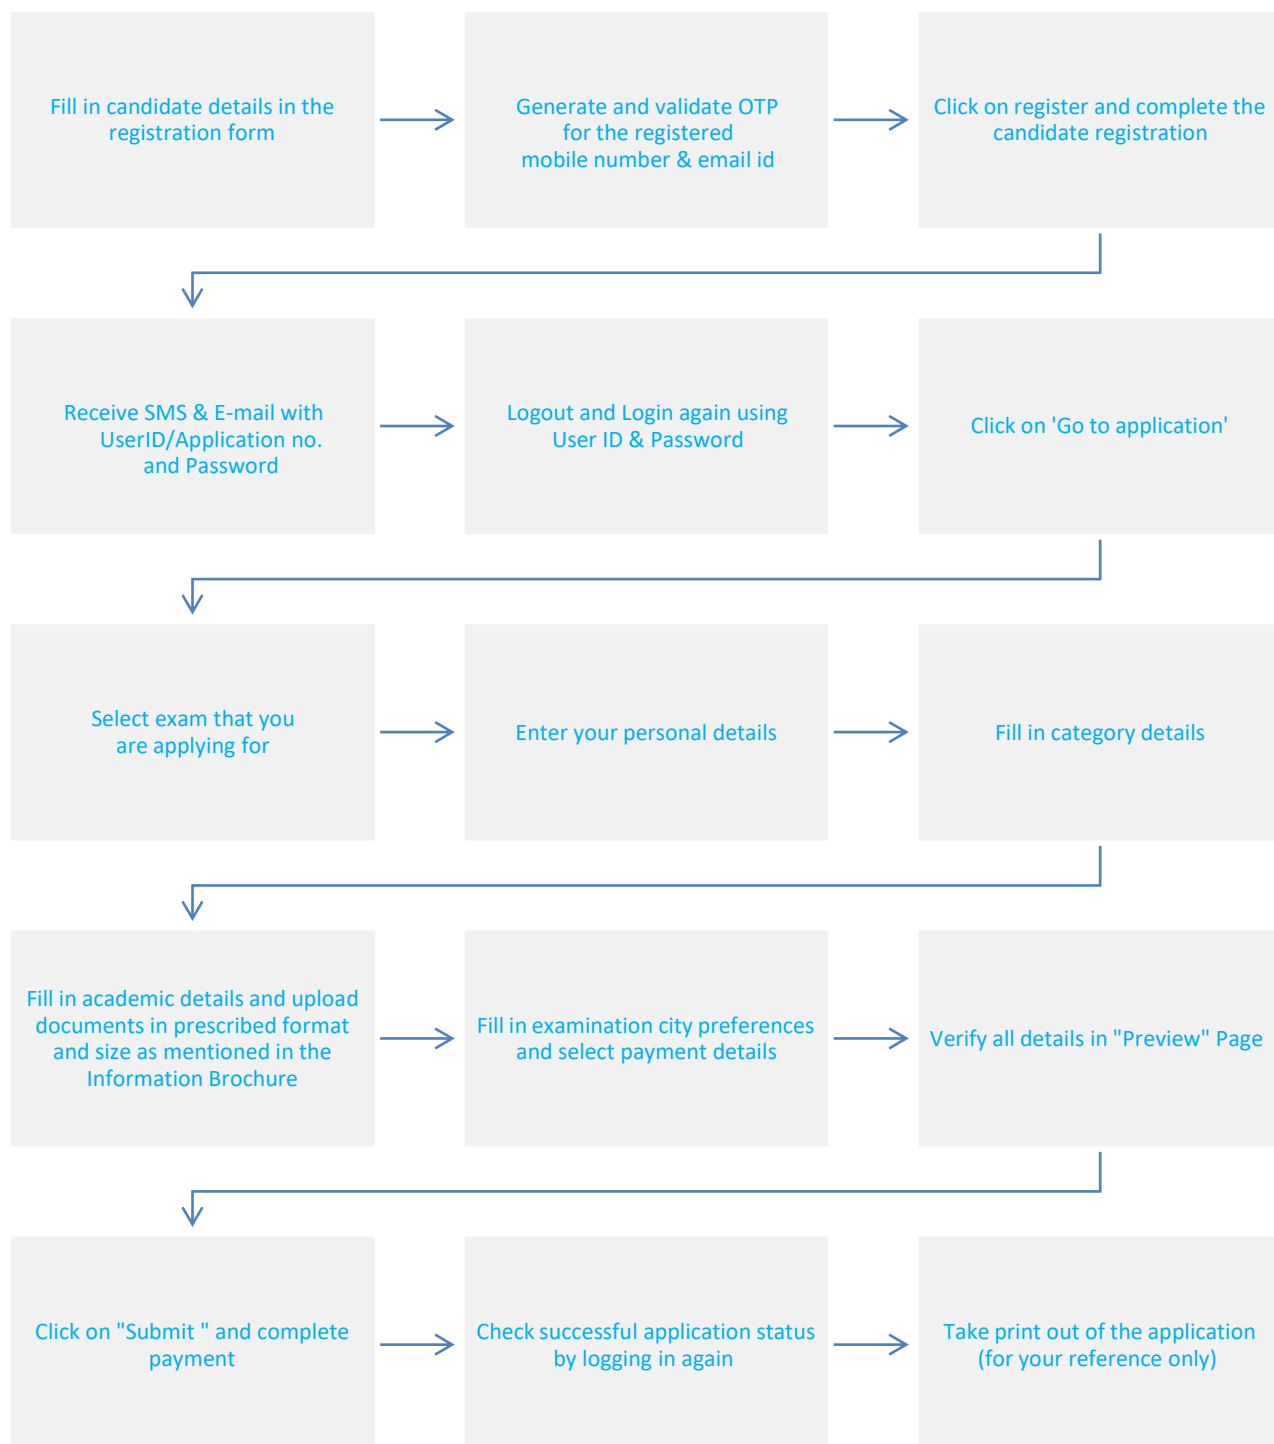 Fill in candidate details in the
registration form
Generate and validate OTP
for the registered
mobile number & email id
Click on register and complete the
candidate registration
Receive SMS & E-mail with
UserID/Application no.
and Password
Logout and Login again using
User ID & Password
Click on 'Go to application'
Select exam that you
are applying for
Enter your personal details
Fill in category details
Fill in academic details and upload
documents in prescribed format
and size as mentioned in the
Information Brochure
Fill in examination city preferences
and select payment details
Verify all details in "Preview" Page
Click on "Submit " and complete
payment
Check successful application status
by logging in again
Take print out of the application
(for your reference only)